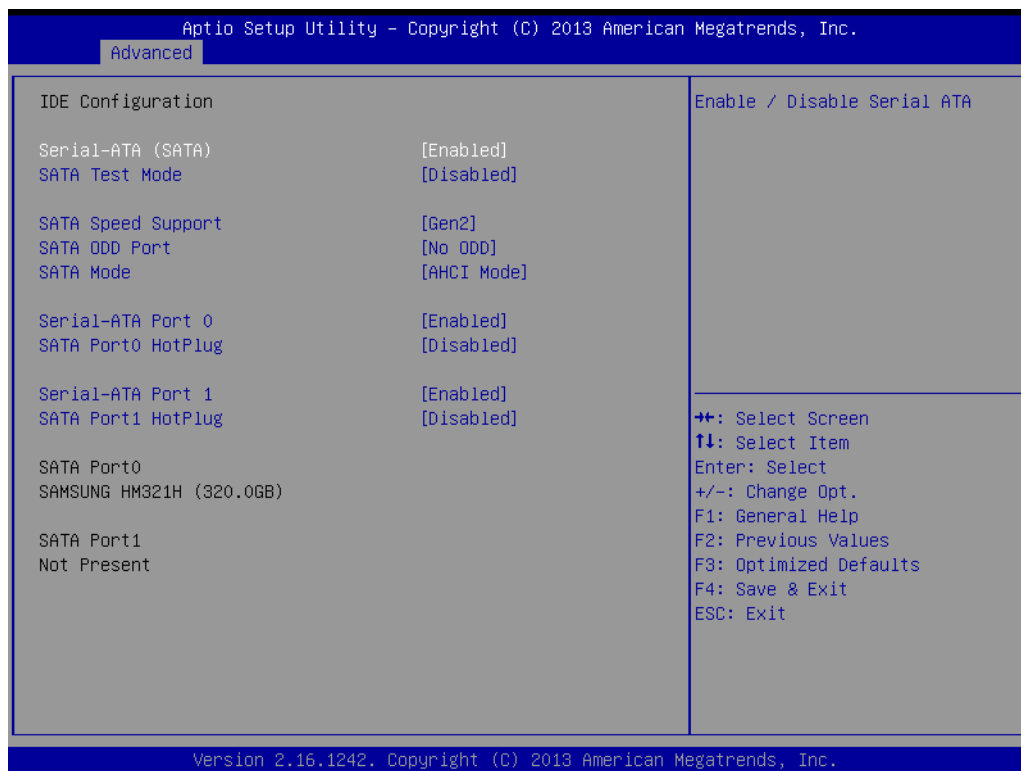 Aptio Setup Utility – Copyright (C) 2013 American Megatrends, Inc.
Advanced
IDE Configuration
Serial-ATA (SATA) [Enabled]
SATA Test Mode [Disabled]
SATA Speed Support [Gen2]
SATA ODD Port [No ODD]
SATA Mode [AHCI Mode]
Serial-ATA Port 0 [Enabled]
SATA Port0 HotPlug [Disabled]
Serial-ATA Port 1 [Enabled]
SATA Port1 HotPlug [Disabled]
SATA Port0
SAMSUNG HM321H (320.0GB)
SATA Port1
Not Present
Enable / Disable Serial ATA
→←: Select Screen
↑↓: Select Item
Enter: Select
+/-: Change Opt.
F1: General Help
F2: Previous Values
F3: Optimized Defaults
F4: Save & Exit
ESC: Exit
Version 2.16.1242. Copyright (C) 2013 American Megatrends, Inc.